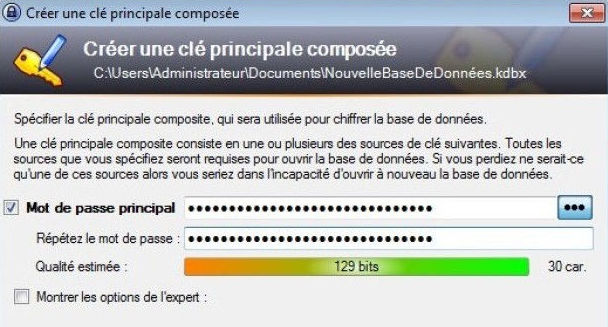 Créer une clé principale composée
Créer une clé principale composée
C:\Users\Administrateur\Documents\NouvelleBaseDeDonnées.kdbx
Spécifier la clé principale composite, qui sera utilisée pour chiffrer la base de données.
Une clé principale composite consiste en une ou plusieurs des sources de clé suivantes. Toutes les
sources que vous spécifiez seront requises pour ouvrir la base de données. Si vous perdiez ne serait-ce
qu'une de ces sources alors vous seriez dans l'incapacité d'ouvrir à nouveau la base de données.
Mot de passe principal ●●●●●●●●●●●●●●●●●●●●●●●●●●●●●● ●●●
Répétez le mot de passe : ●●●●●●●●●●●●●●●●●●●●●●●●●●●●●●
Qualité estimée : 129 bits 30 car.
Montrer les options de l'expert :